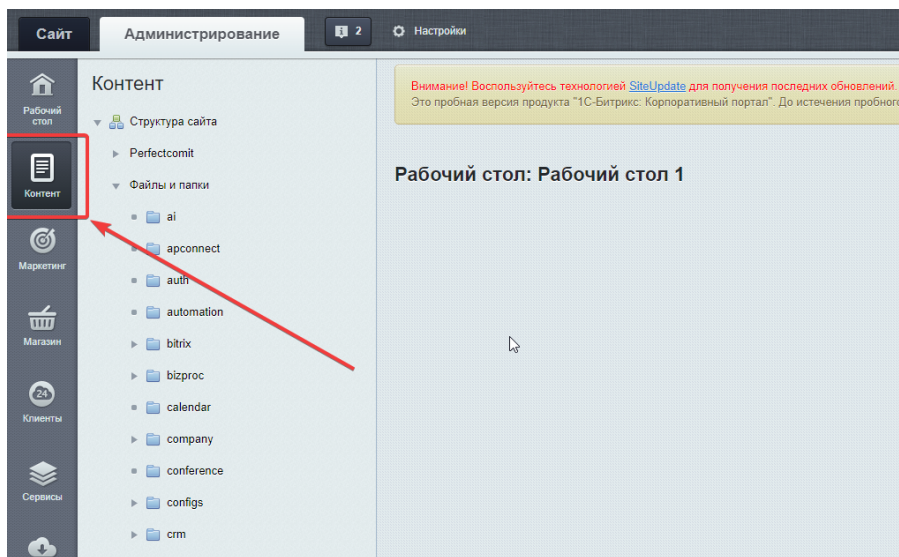 Сайт
Администрирование
2
Настройки
Рабочий
стол
Контент
Маркетинг
Магазин
24
Клиенты
Сервисы
Контент
Структура сайта
Perfectcomit
Файлы и папки
ai
apconnect
auth
automation
bitrix
bizproc
calendar
company
conference
configs
crm
Внимание! Воспользуйтесь технологией SiteUpdate для получения последних обновлений.
Это пробная версия продукта "1С-Битрикс: Корпоративный портал". До истечения пробного
Рабочий стол: Рабочий стол 1